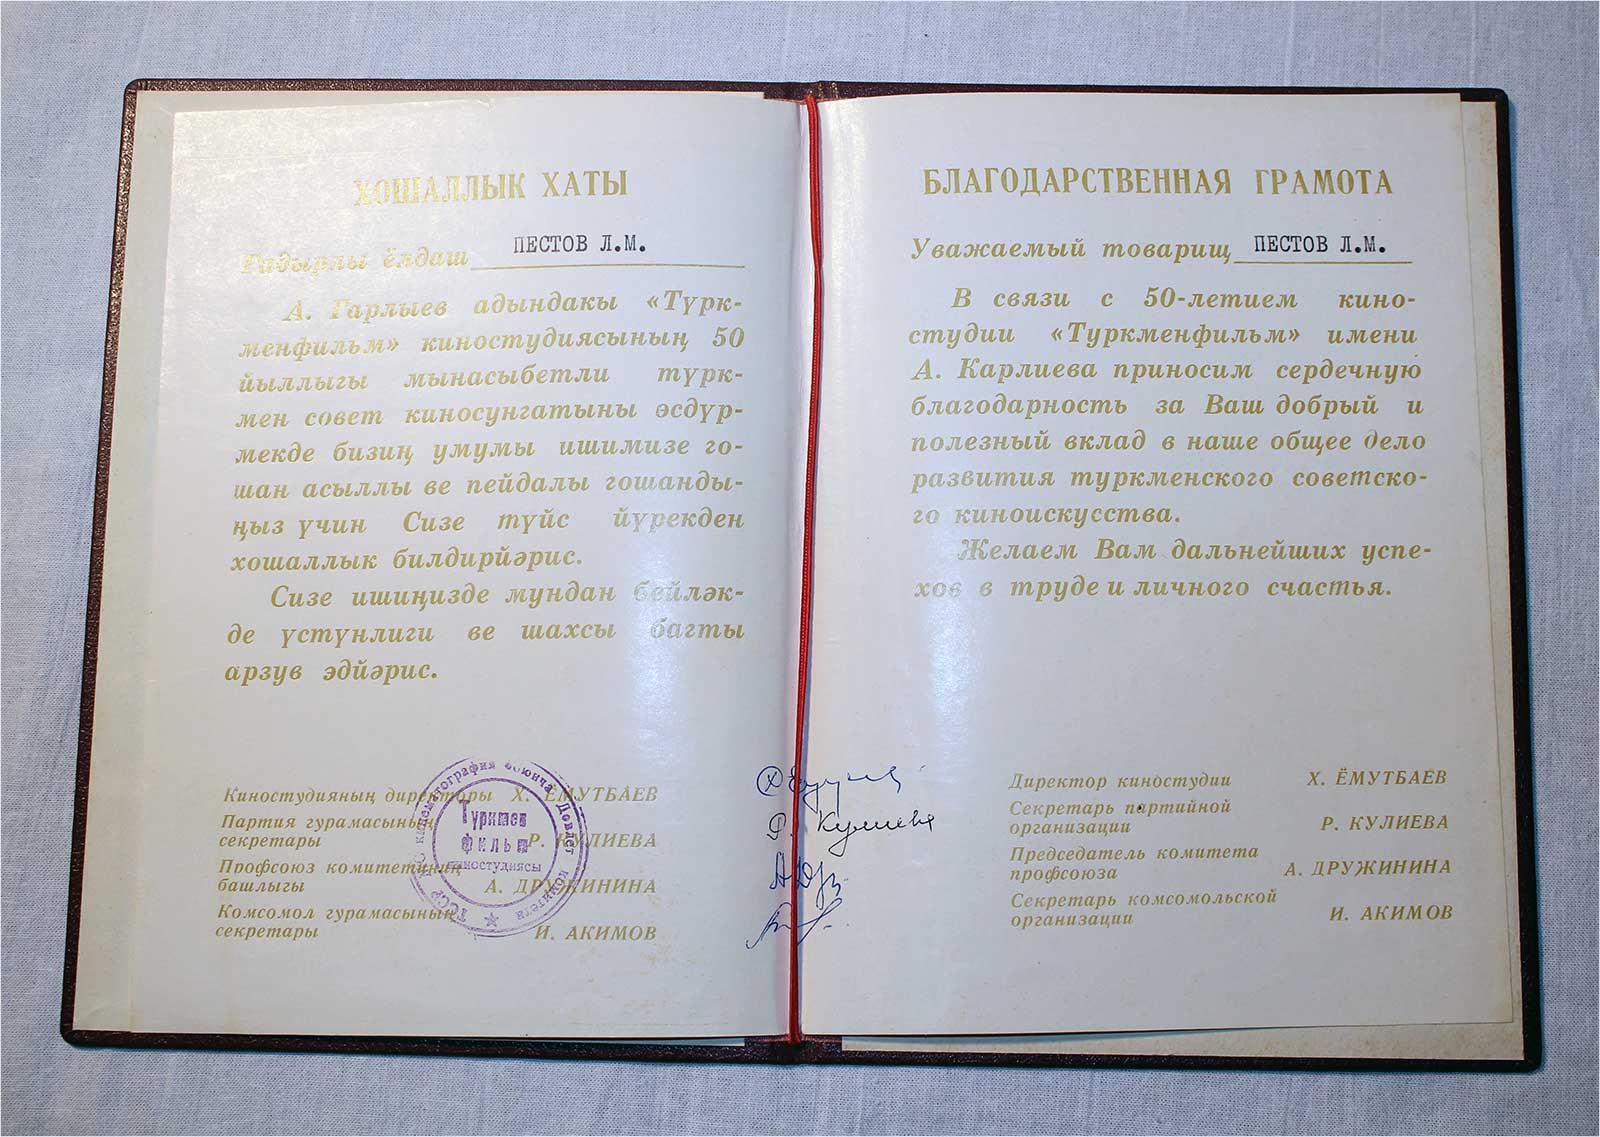 ХОШАЛЛЫК ХАТЫ
Гадырлы ёлдаш ПЕСТОВ Л.М.
А. Гарлыев адындакы «Түрк-
менфильм» киностудиясының 50
йыллыгы мынасыбетли түрк-
мен совет киносунгатыны өсдүр-
мекде бизиң умумы ишимизе го-
шан асыллы ве пейдалы гошанды-
ңыз үчин Сизе түйс йүрекден
хошаллык билдирйәрис.
Сизе ишиңизде мундан бейләк-
де үстүнлиги ве шахсы багты
арзув эдйәрис.
Киностудияның директоры Х. ЁМУТБАЕВ
Партия гурамасының
секретары Р. КУЛИЕВА
Профсоюз комитетиниң
башлыгы А. ДРУЖИНИНА
Комсомол гурамасының
секретары И. АКИМОВ
ТССР кинематография боюнча Довлет комитети
Түркмен
фильм
киностудиясы
Р. Кулиева
БЛАГОДАРСТВЕННАЯ ГРАМОТА
Уважаемый товарищ ПЕСТОВ Л.М.
В связи с 50-летием кино-
студии «Туркменфильм» имени
А. Карлиева приносим сердечную
благодарность за Ваш добрый и
полезный вклад в наше общее дело
развития туркменского советско-
го киноискусства.
Желаем Вам дальнейших успе-
хов в труде и личного счастья.
Директор киностудии Х. ЁМУТБАЕВ
Секретарь партийной
организации Р. КУЛИЕВА
Председатель комитета
профсоюза А. ДРУЖИНИНА
Секретарь комсомольской
организации И. АКИМОВ